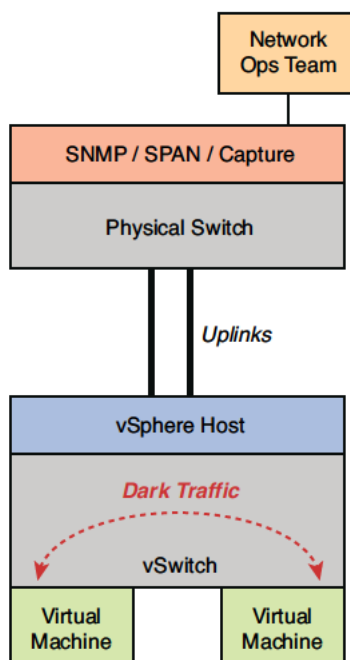 Network
Ops Team
SNMP / SPAN / Capture
Physical Switch
Uplinks
vSphere Host
Dark Traffic
vSwitch
Virtual
Machine
Virtual
Machine